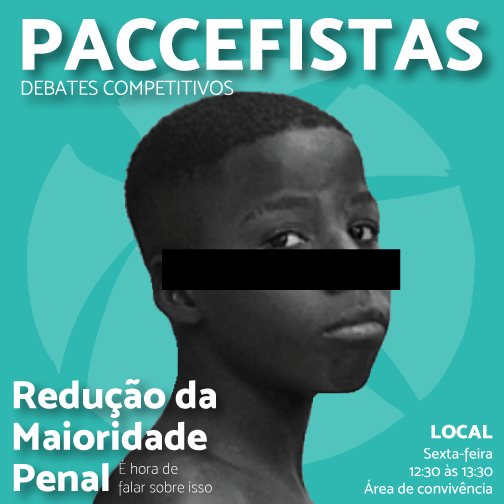 PACCEFISTAS
DEBATES COMPETITIVOS
Redução da
Maioridade
Penal
É hora de
falar sobre isso
LOCAL
Sexta-feira
12:30 às 13:30
Área de convivência